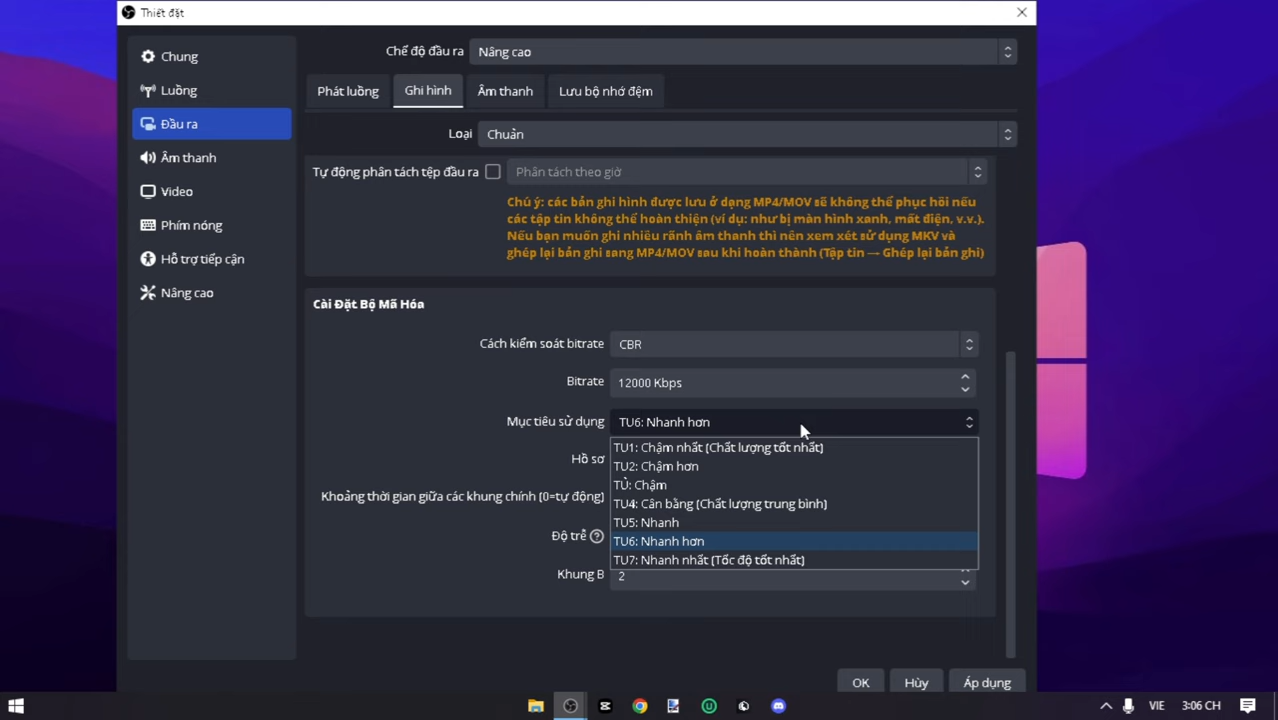 Thiết đặt
Chung
Luồng
Đầu ra
Âm thanh
Video
Phím nóng
Hỗ trợ tiếp cận
Nâng cao
Chế độ đầu ra
Nâng cao
Phát luồng
Ghi hình
Âm thanh
Lưu bộ nhớ đệm
Loại
Chuẩn
Tự động phân tách tệp đầu ra
Phân tách theo giờ
Chú ý: các bản ghi hình được lưu ở dạng MP4/MOV sẽ không thể phục hồi nếu
các tập tin không thể hoàn thiện (ví dụ: như bị màn hình xanh, mất điện, v.v.).
Nếu bạn muốn ghi nhiều rãnh âm thanh thì nên xem xét sử dụng MKV và
ghép lại bản ghi sang MP4/MOV sau khi hoàn thành (Tập tin → Ghép lại bản ghi)
Cài Đặt Bộ Mã Hóa
Cách kiểm soát bitrate
CBR
Bitrate
12000 Kbps
Mục tiêu sử dụng
TU6: Nhanh hơn
TU1: Chậm nhất (Chất lượng tốt nhất)
TU2: Chậm hơn
TỦ: Chậm
TU4: Cân bằng (Chất lượng trung bình)
TU5: Nhanh
TU6: Nhanh hơn
TU7: Nhanh nhất (Tốc độ tốt nhất)
Hồ sơ
Khoảng thời gian giữa các khung chính (0=tự động)
Độ trễ
Khung B
2
OK
Hủy
Áp dụng
VIE
3:06 CH